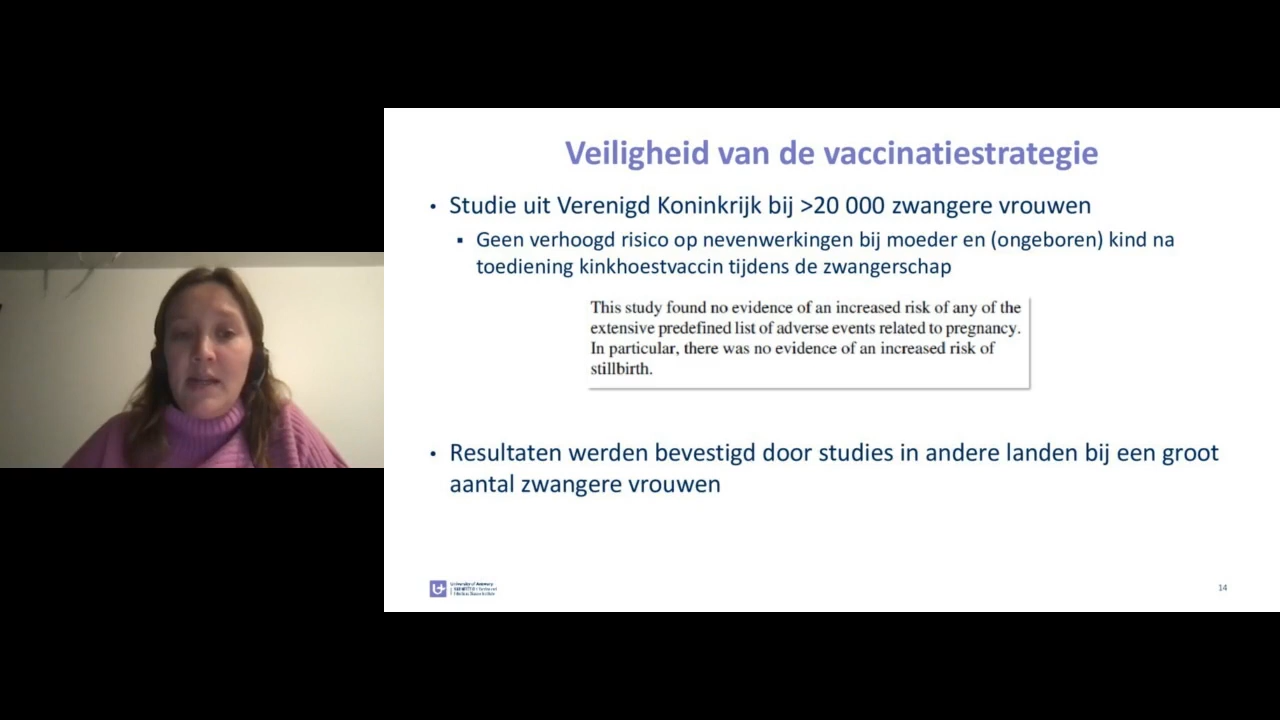 Veiligheid van de vaccinatiestrategie
• Studie uit Verenigd Koninkrijk bij >20 000 zwangere vrouwen
▪ Geen verhoogd risico op nevenwerkingen bij moeder en (ongeboren) kind na
toediening kinkhoestvaccin tijdens de zwangerschap
This study found no evidence of an increased risk of any of the
extensive predefined list of adverse events related to pregnancy.
In particular, there was no evidence of an increased risk of
stillbirth.
• Resultaten werden bevestigd door studies in andere landen bij een groot
aantal zwangere vrouwen
University of Antwerp
14